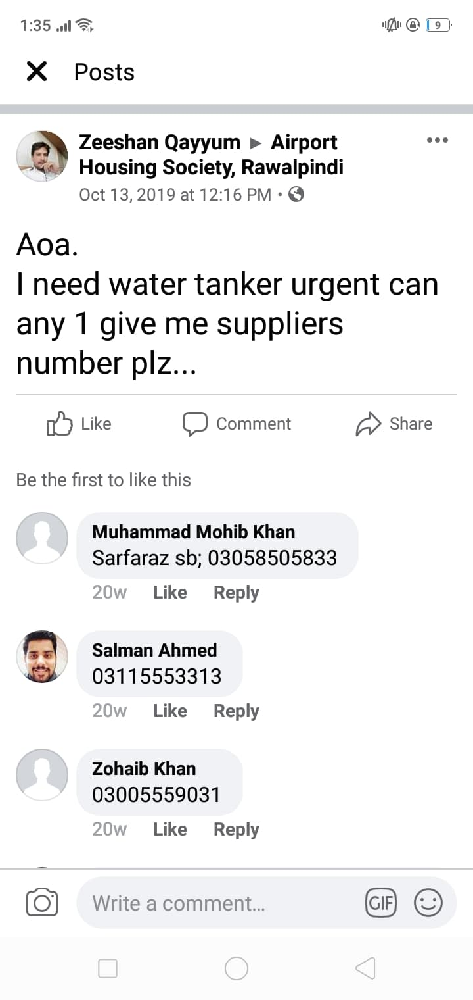 1:35
9
Posts
Zeeshan Qayyum ▶ Airport
Housing Society, Rawalpindi
Oct 13, 2019 at 12:16 PM •
Aoa.
I need water tanker urgent can
any 1 give me suppliers
number plz...
Like Comment Share
Be the first to like this
Muhammad Mohib Khan
Sarfaraz sb; 03058505833
20w Like Reply
Salman Ahmed
03115553313
20w Like Reply
Zohaib Khan
03005559031
20w Like Reply
Write a comment...
GIF